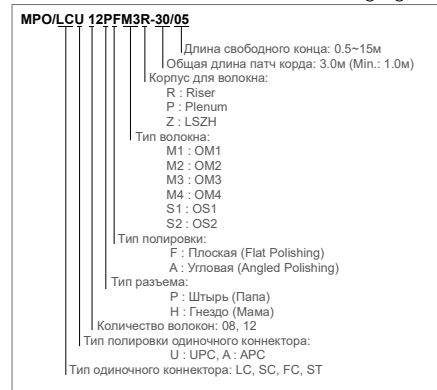 MPO/LCU 12PFM3R-30/05
Длина свободного конца: 0.5~15м
Общая длина патч корда: 3.0м (Min.: 1.0м)
Корпус для волокна:
R : Riser
P : Plenum
Z : LSZH
Тип волокна:
M1 : OM1
M2 : OM2
M3 : OM3
M4 : OM4
S1 : OS1
S2 : OS2
Тип полировки:
F : Плоская (Flat Polishing)
A : Угловая (Angled Polishing)
Тип разъема:
P : Штырь (Папа)
H : Гнездо (Мама)
Количество волокон: 08, 12
Тип полировки одиночного коннектора:
U : UPC, A : APC
Тип одиночного коннектора: LC, SC, FC, ST